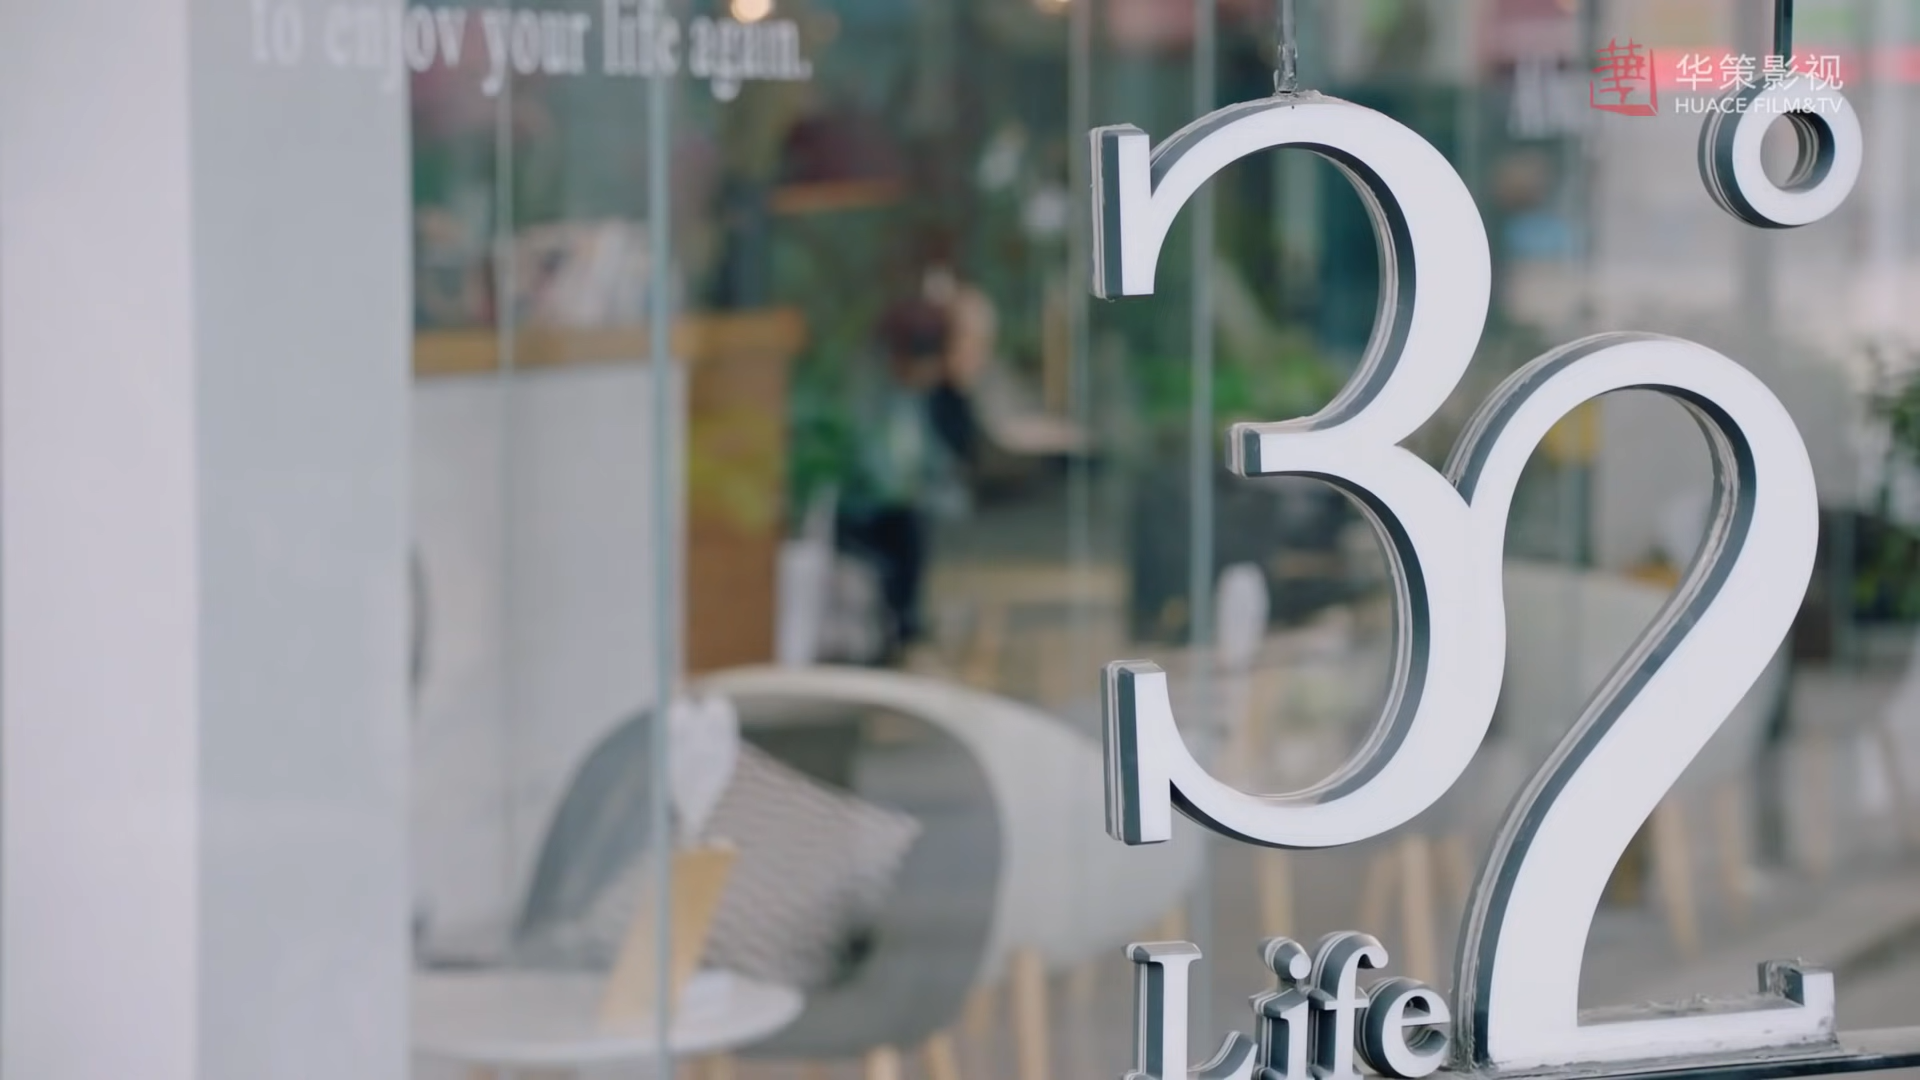 To enjoy your life again.
华策影视
HUACE FILM&TV
32°
Life